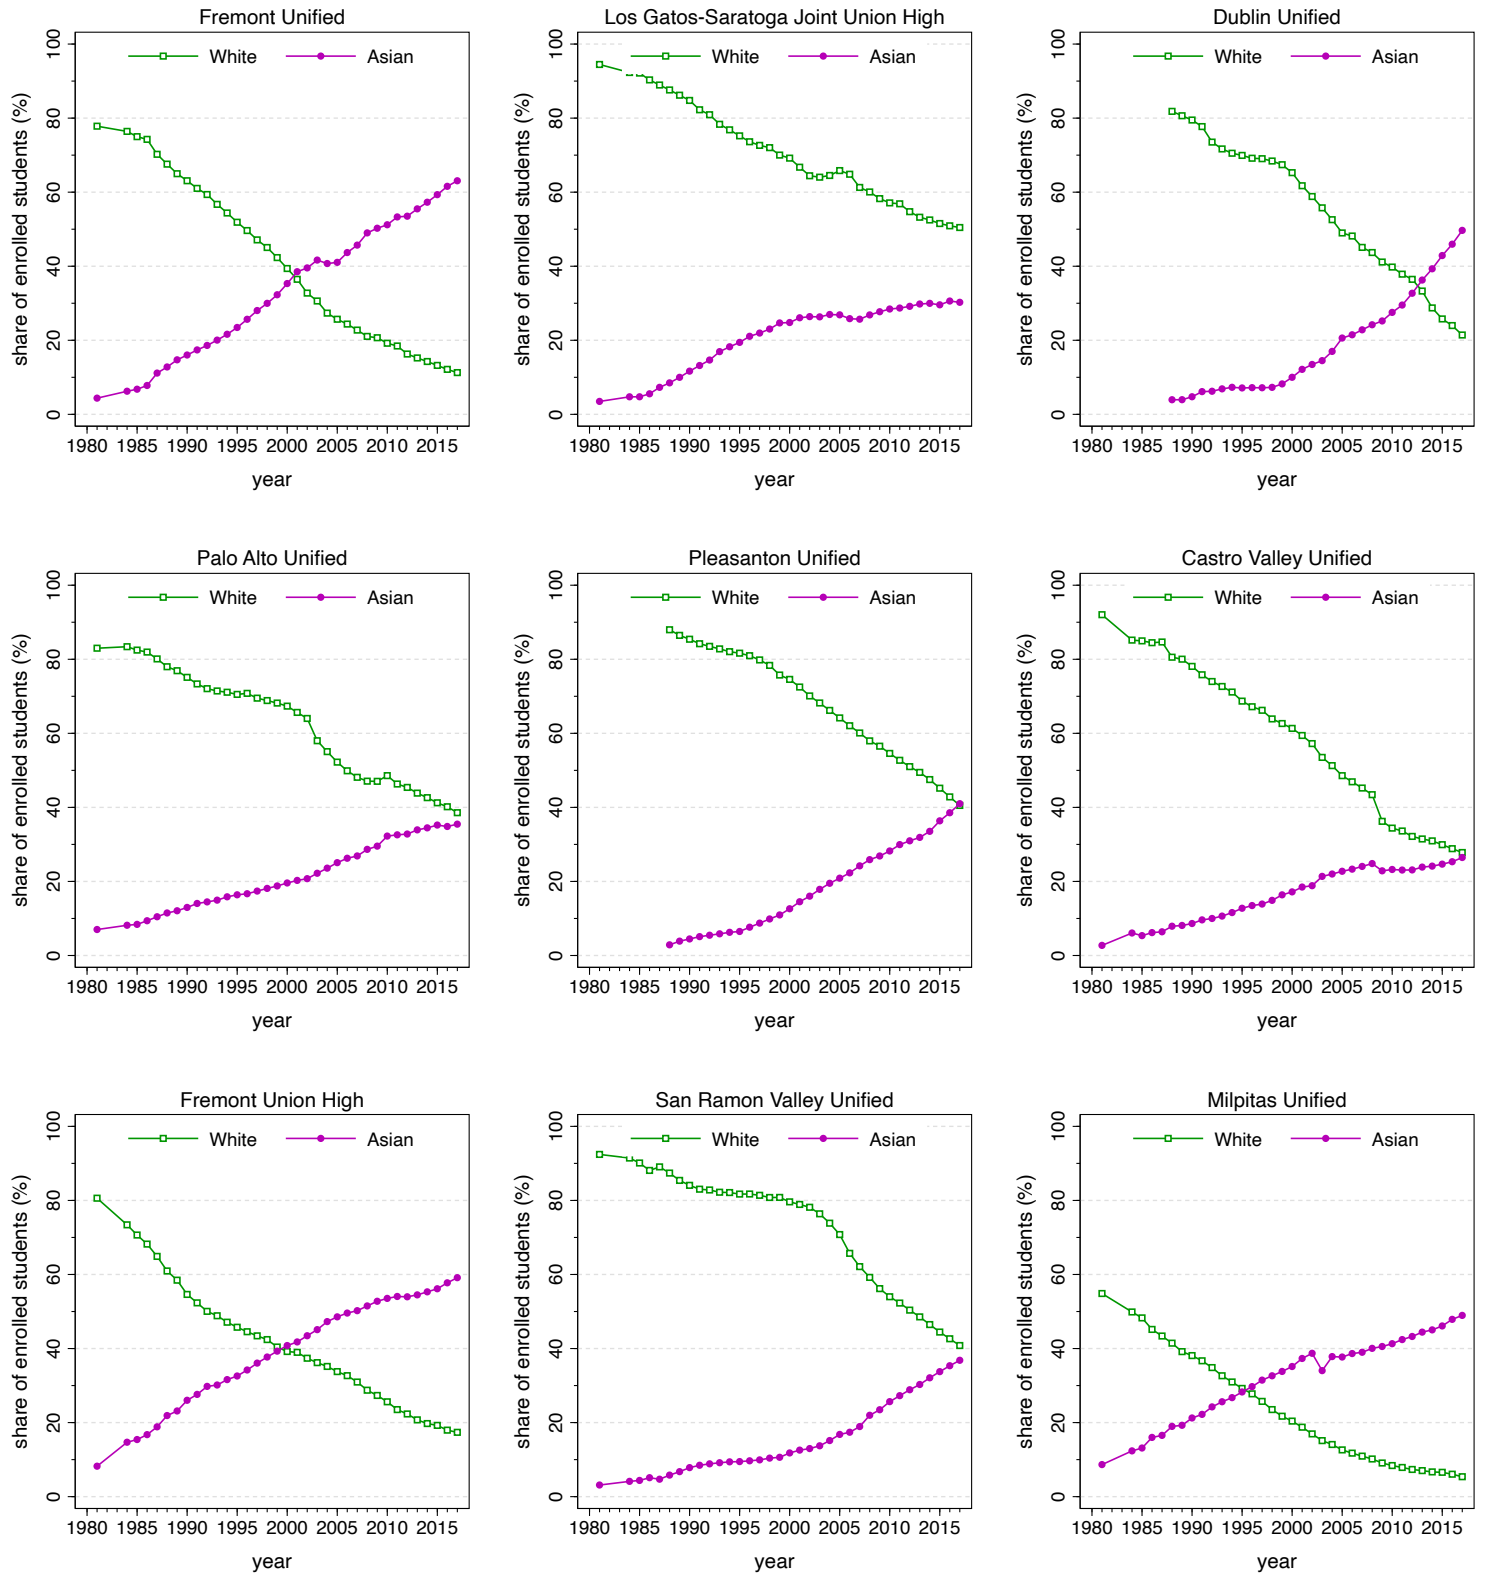 Fremont Unified
White Asian
share of enrolled students (%)
0 20 40 60 80 100
1980 1985 1990 1995 2000 2005 2010 2015
year
Los Gatos-Saratoga Joint Union High
White Asian
share of enrolled students (%)
0 20 40 60 80 100
1980 1985 1990 1995 2000 2005 2010 2015
year
Dublin Unified
White Asian
share of enrolled students (%)
0 20 40 60 80 100
1980 1985 1990 1995 2000 2005 2010 2015
year
Palo Alto Unified
White Asian
share of enrolled students (%)
0 20 40 60 80 100
1980 1985 1990 1995 2000 2005 2010 2015
year
Pleasanton Unified
White Asian
share of enrolled students (%)
0 20 40 60 80 100
1980 1985 1990 1995 2000 2005 2010 2015
year
Castro Valley Unified
White Asian
share of enrolled students (%)
0 20 40 60 80 100
1980 1985 1990 1995 2000 2005 2010 2015
year
Fremont Union High
White Asian
share of enrolled students (%)
0 20 40 60 80 100
1980 1985 1990 1995 2000 2005 2010 2015
year
San Ramon Valley Unified
White Asian
share of enrolled students (%)
0 20 40 60 80 100
1980 1985 1990 1995 2000 2005 2010 2015
year
Milpitas Unified
White Asian
share of enrolled students (%)
0 20 40 60 80 100
1980 1985 1990 1995 2000 2005 2010 2015
year